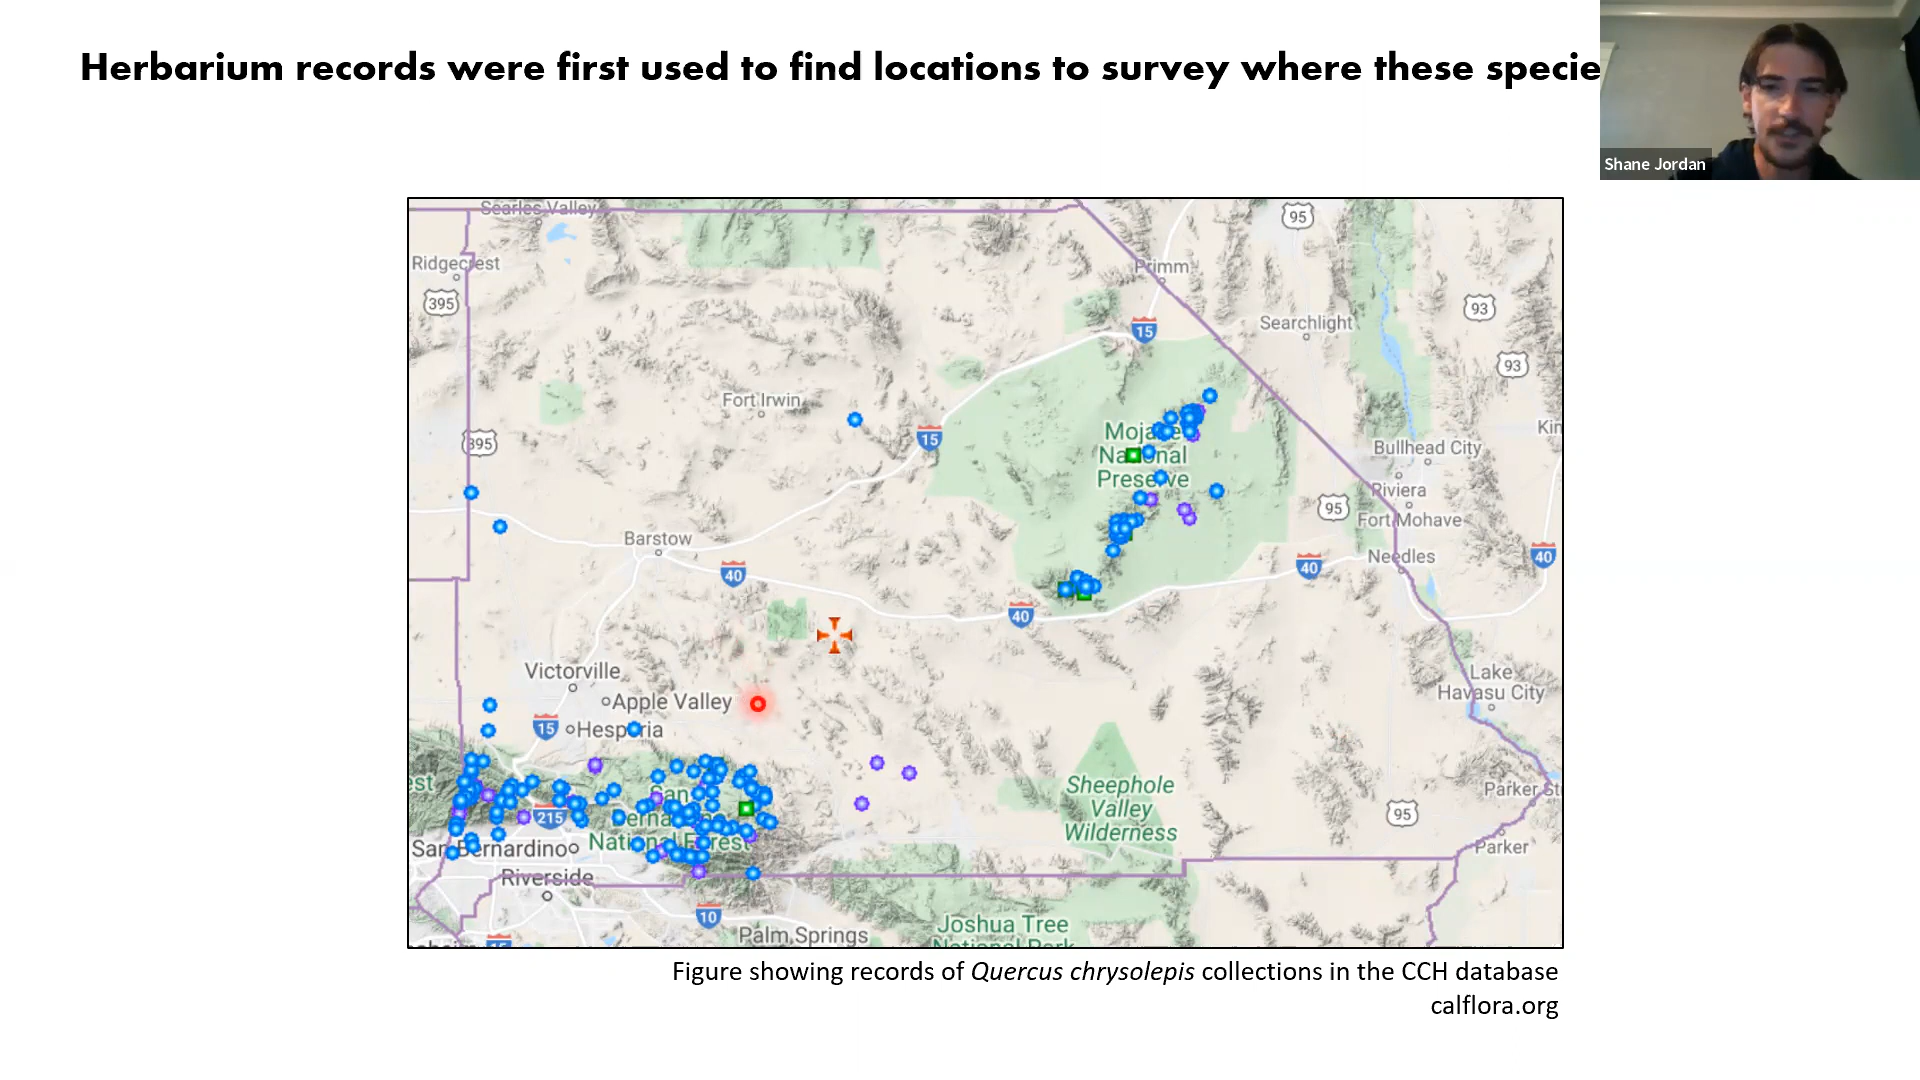 Herbarium records were first used to find locations to survey where these specie
Shane Jordan
Searles Valley
95
Ridgecrest
Primm
395
93
15
Searchlight
93
Fort Irwin
15
Mojave
National
Preserve
395
Kin
Bullhead City
Riviera
95
Fort Mohave
Barstow
Needles
40
40
40
40
Victorville
Lake
Havasu City
Apple Valley
15
Hesperia
est
San
Sheephole
Valley
Wilderness
Parker St
215
95
National Forest
San Bernardino
Parker
Riverside
10
Joshua Tree
Palm Springs
Figure showing records of Quercus chrysolepis collections in the CCH database
calflora.org